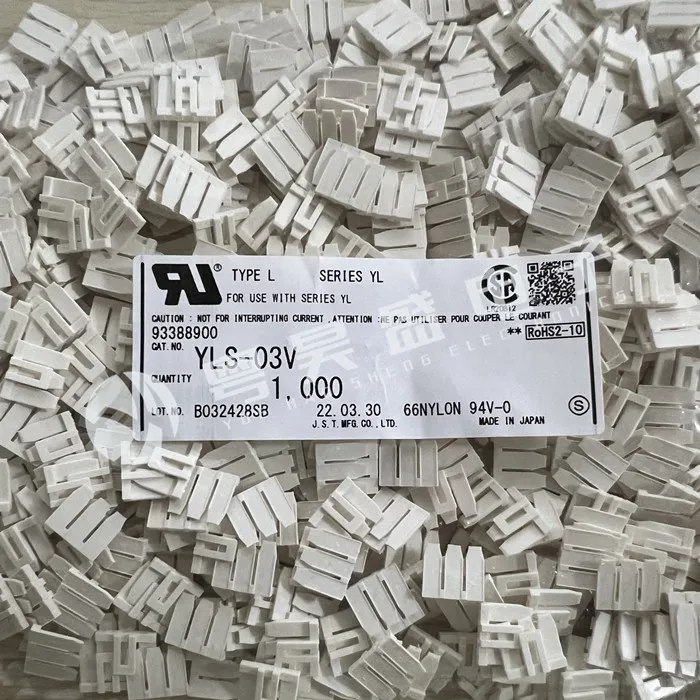 RU ® TYPE L SERIES YL
FOR USE WITH SERIES YL
LR20812
CAUTION : NOT FOR INTERRUPTING CURRENT ,ATTENTION :NE PAS UTILISER POUR COUPER LE COURANT
93388900 ** RoHS2-10
CAT.NO. YLS-03V
QUANTITY 1,000
LOT.NO. B032428SB 22.03.30 66NYLON 94V-0 S
J.S.T.MFG.CO.,LTD. MADE IN JAPAN